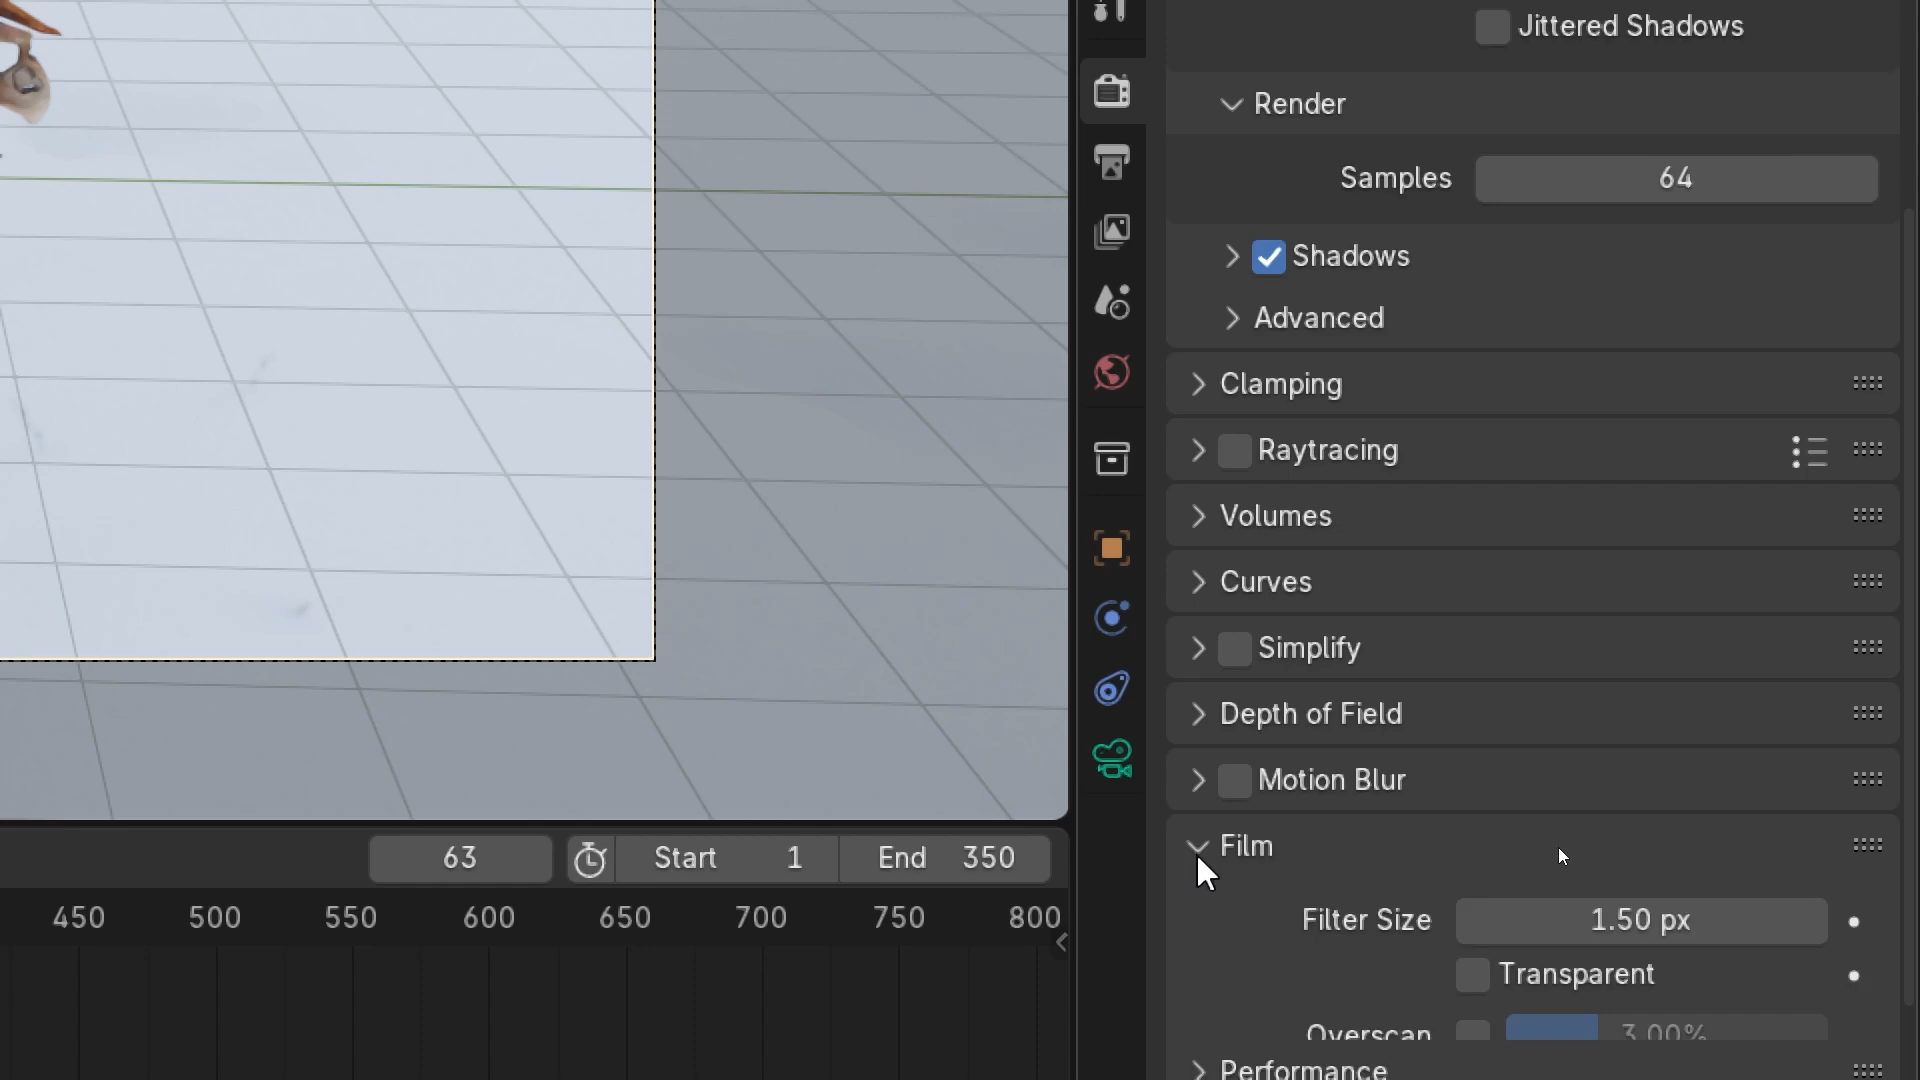 Jittered Shadows
Render
Samples 64
Shadows
Advanced
Clamping
Raytracing
Volumes
Curves
Simplify
Depth of Field
Motion Blur
Film
Filter Size 1.50 px
Transparent
Overscan 3.00%
Performance
63 Start 1 End 350
450 500 550 600 650 700 750 800